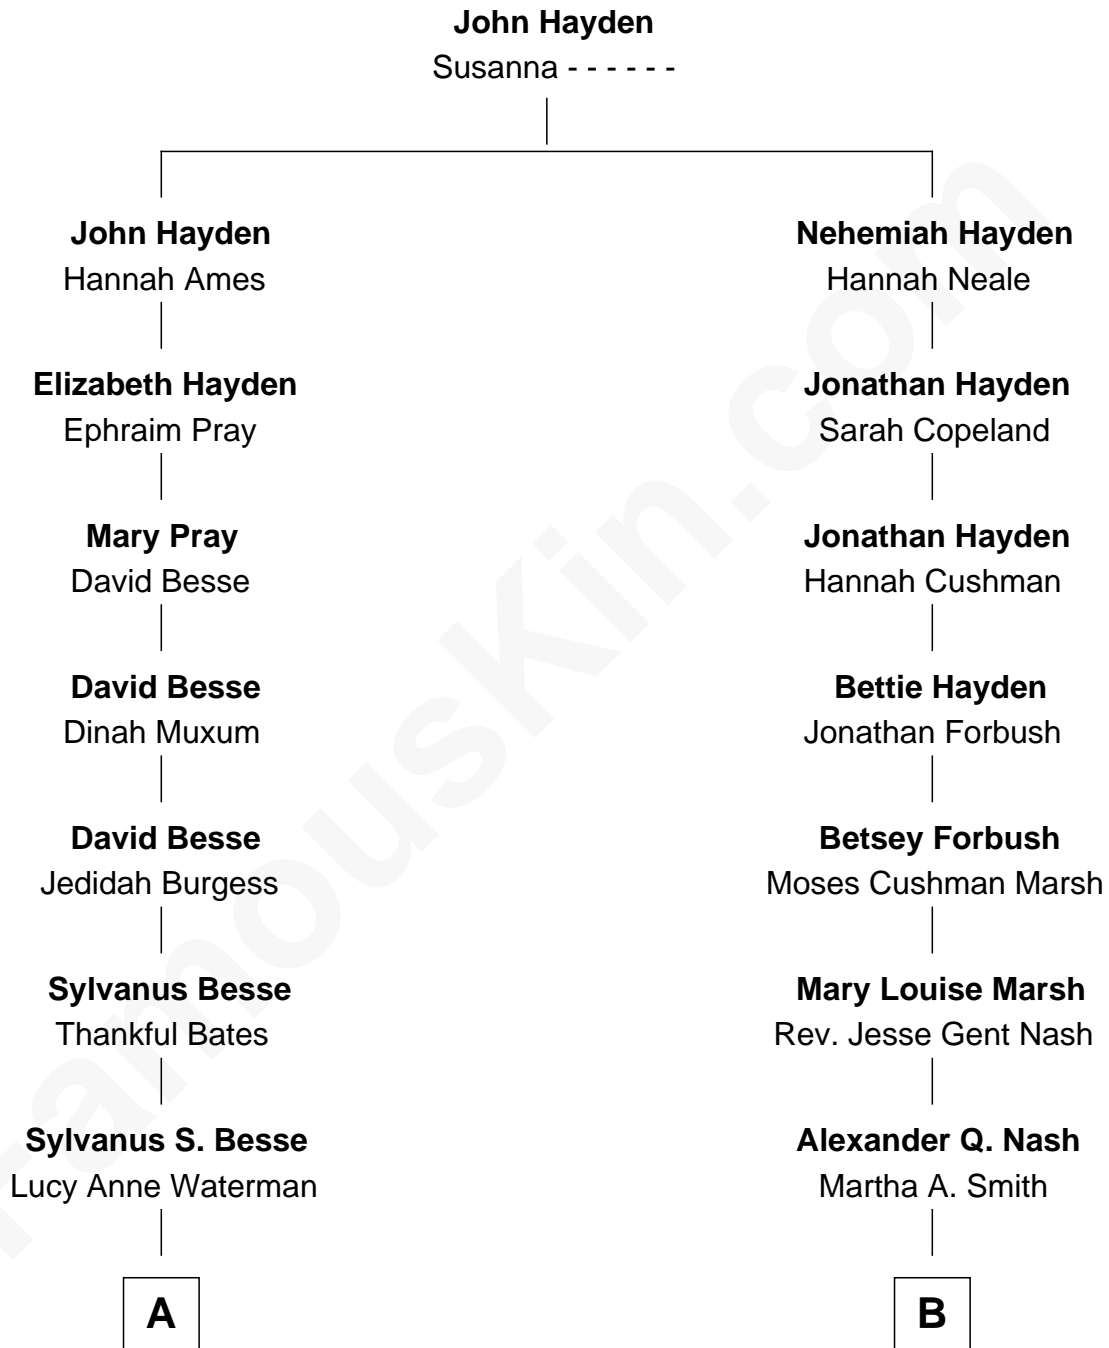 John Hayden
Susanna - - - - - -
John Hayden
Hannah Ames
Nehemiah Hayden
Hannah Neale
Elizabeth Hayden
Ephraim Pray
Jonathan Hayden
Sarah Copeland
Mary Pray
David Besse
Jonathan Hayden
Hannah Cushman
David Besse
Dinah Muxum
Bettie Hayden
Jonathan Forbush
David Besse
Jedidah Burgess
Betsey Forbush
Moses Cushman Marsh
Sylvanus Besse
Thankful Bates
Mary Louise Marsh
Rev. Jesse Gent Nash
Sylvanus S. Besse
Lucy Anne Waterman
Alexander Q. Nash
Martha A. Smith
A
B
FamousKin.com